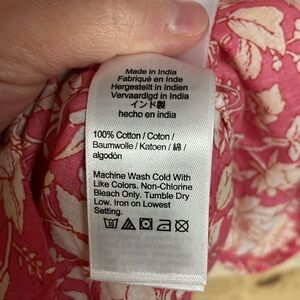 Made in India
Fabriqué en Inde
Hergestellt in Indien
Vervaardigd in India
インド製
hecho en india
100% Cotton / Coton /
Baumwolle / Katoen / 綿 /
algodón
Machine Wash Cold With
Like Colors. Non-Chlorine
Bleach Only. Tumble Dry
Low. Iron on Lowest
Setting.